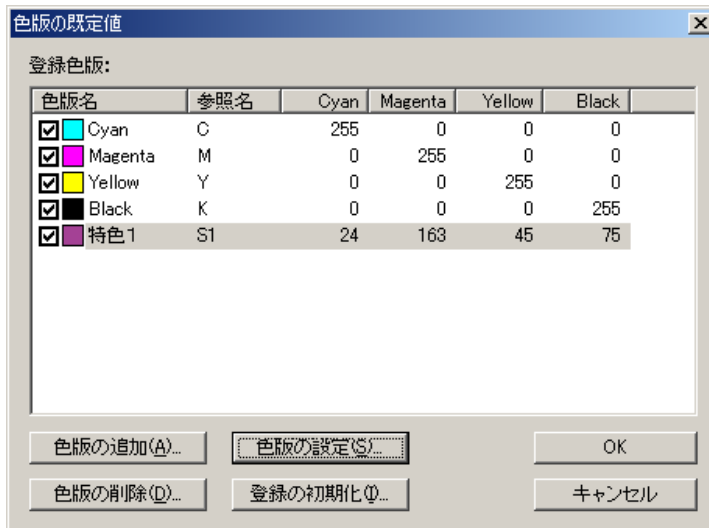 色版の既定値
登録色版:
色版名 参照名 Cyan Magenta Yellow Black
Cyan C 255 0 0 0
Magenta M 0 255 0 0
Yellow Y 0 0 255 0
Black K 0 0 0 255
特色1 S1 24 163 45 75
色版の追加(A)... 色版の設定(S)... OK
色版の削除(D)... 登録の初期化(I)... キャンセル